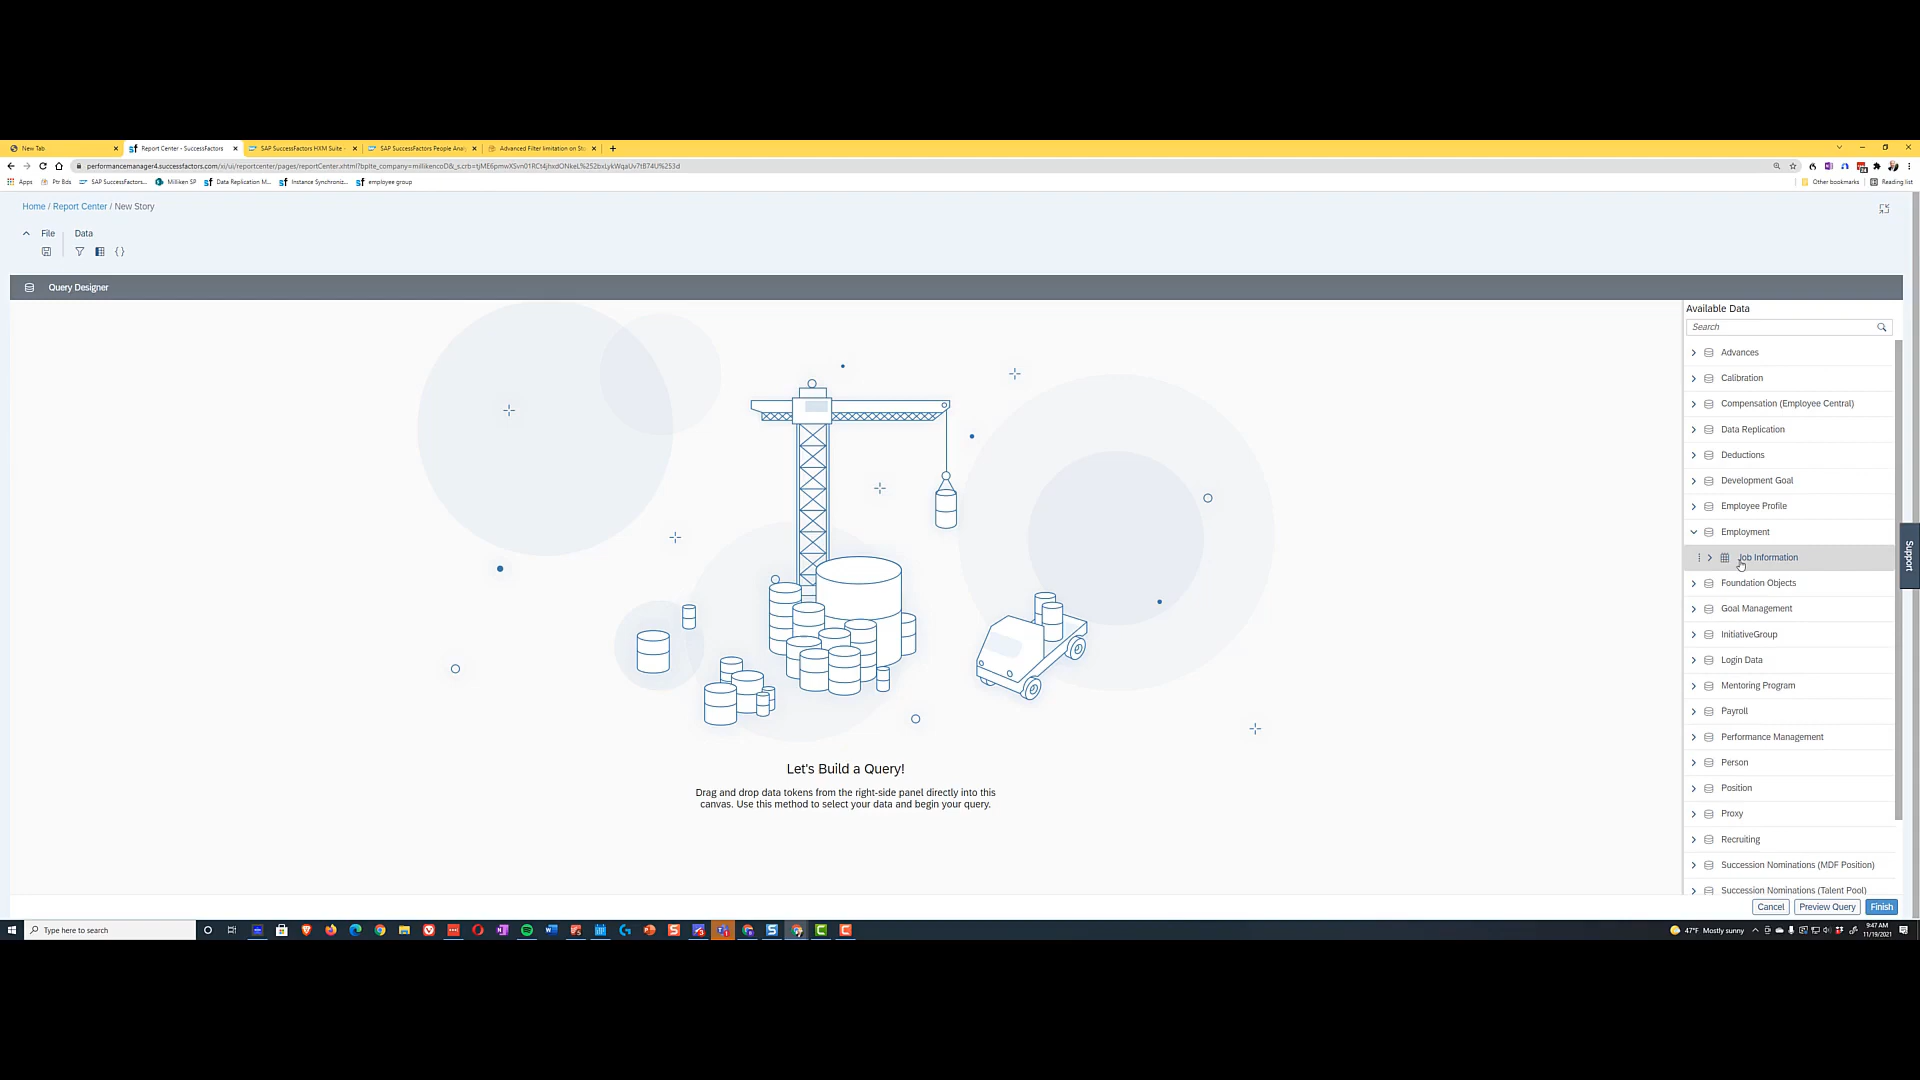 New Tab
Report Center - SuccessFactors
SAP SuccessFactors HXM Suite -
SAP SuccessFactors People Anal
Advanced Filter limitation on St
Apps
Ptr Bds
SAP SuccessFactors...
Milliken SP
Data Replication M...
Instance Synchroniz...
employee group
Other bookmarks
Reading list
Home / Report Center / New Story
File
Data
Query Designer
Available Data
Search
Advances
Calibration
Compensation (Employee Central)
Data Replication
Deductions
Development Goal
Employee Profile
Employment
Job Information
Support
Foundation Objects
Goal Management
InitiativeGroup
Login Data
Mentoring Program
Payroll
Performance Management
Person
Position
Proxy
Recruiting
Succession Nominations (MDF Position)
Succession Nominations (Talent Pool)
Let's Build a Query!
Drag and drop data tokens from the right-side panel directly into this
canvas. Use this method to select your data and begin your query.
Cancel
Preview Query
Finish
Type here to search
47°F Mostly sunny
9:47 AM
11/19/2021